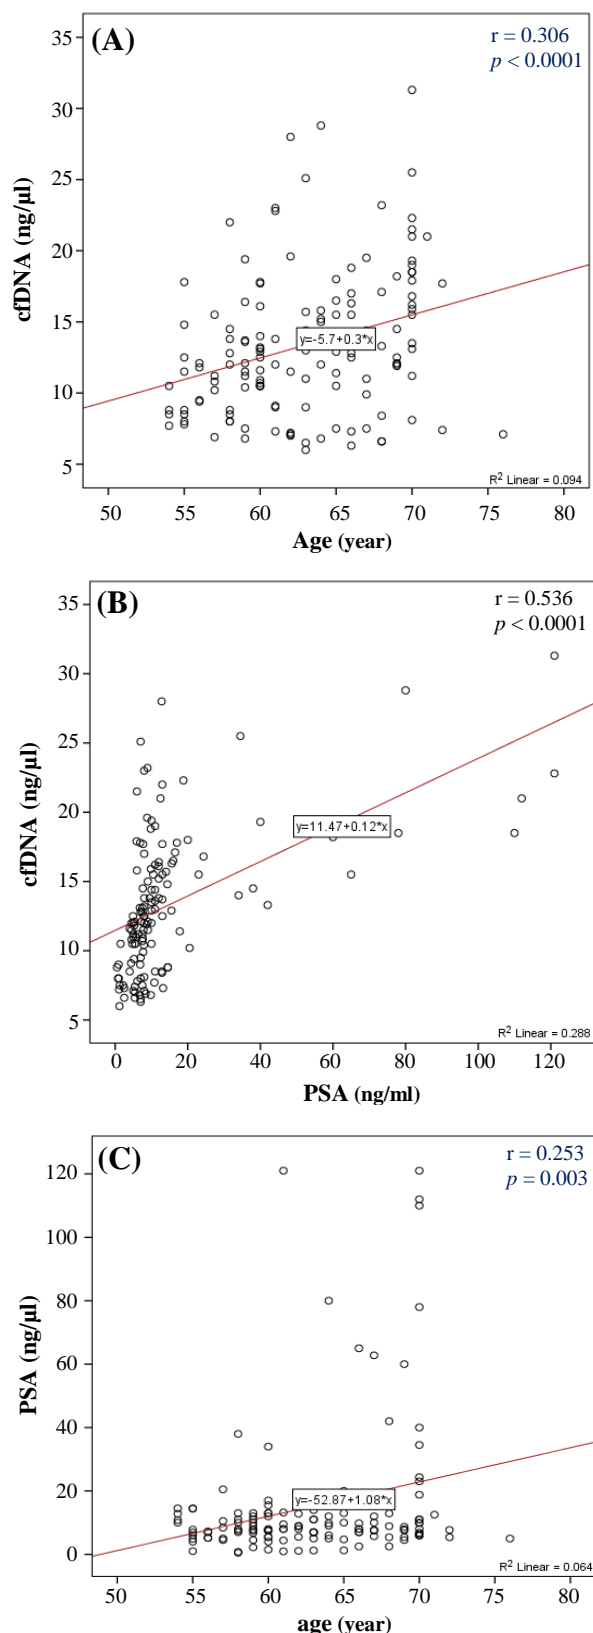 (A)
r = 0.306
p < 0.0001
35
30
25
20
15
10
5
cfDNA (ng/µl)
y=-5.7+0.3*x
R2 Linear = 0.094
50 55 60 65 70 75 80
Age (year)
(B)
r = 0.536
p < 0.0001
35
30
25
20
15
10
5
cfDNA (ng/µl)
y=11.47+0.12*x
R2 Linear = 0.288
0 20 40 60 80 100 120
PSA (ng/ml)
(C)
r = 0.253
p = 0.003
120
100
80
60
40
20
0
PSA (ng/µl)
y=-52.87+1.08*x
R2 Linear = 0.064
50 55 60 65 70 75 80
age (year)